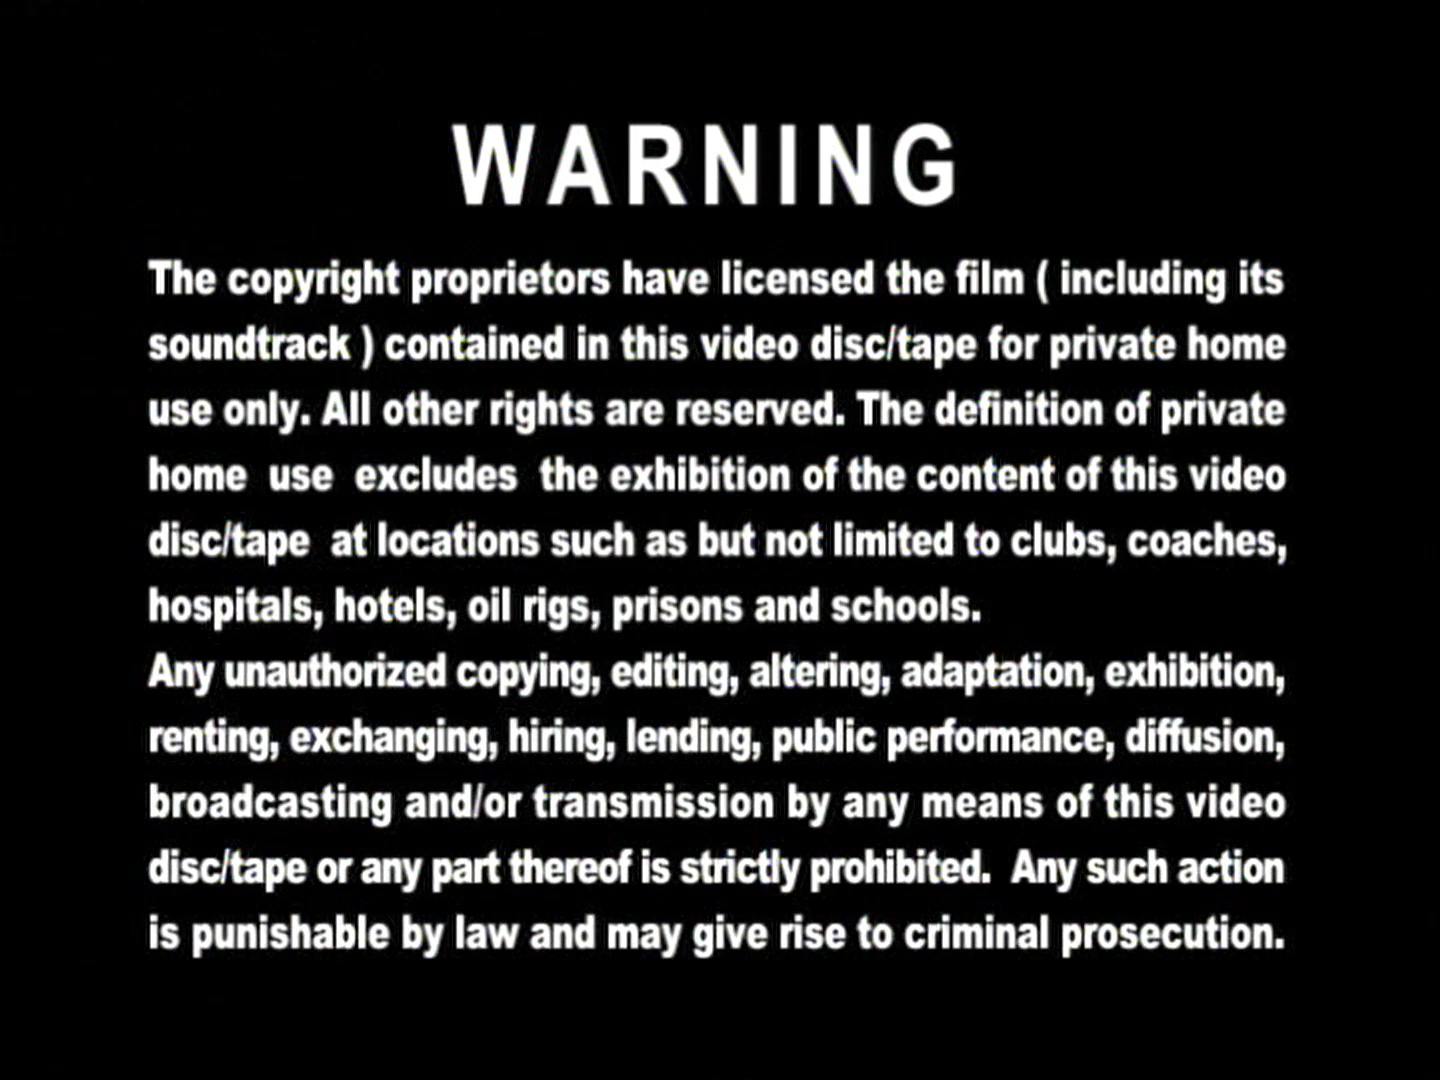 WARNING
The copyright proprietors have licensed the film ( including its
soundtrack ) contained in this video disc/tape for private home
use only. All other rights are reserved. The definition of private
home use excludes the exhibition of the content of this video
disc/tape at locations such as but not limited to clubs, coaches,
hospitals, hotels, oil rigs, prisons and schools.
Any unauthorized copying, editing, altering, adaptation, exhibition,
renting, exchanging, hiring, lending, public performance, diffusion,
broadcasting and/or transmission by any means of this video
disc/tape or any part thereof is strictly prohibited. Any such action
is punishable by law and may give rise to criminal prosecution.